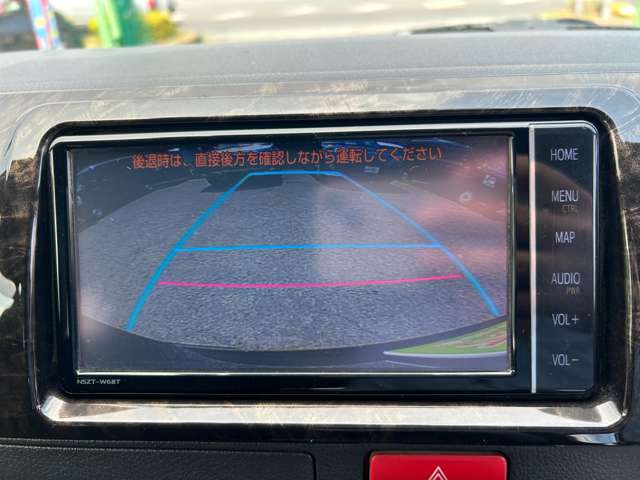 後退時は、直接後方を確認しながら運転してください
HOME
MENU
CTRL
MAP
AUDIO
PWR
VOL+
VOL-
NSZT-W68T